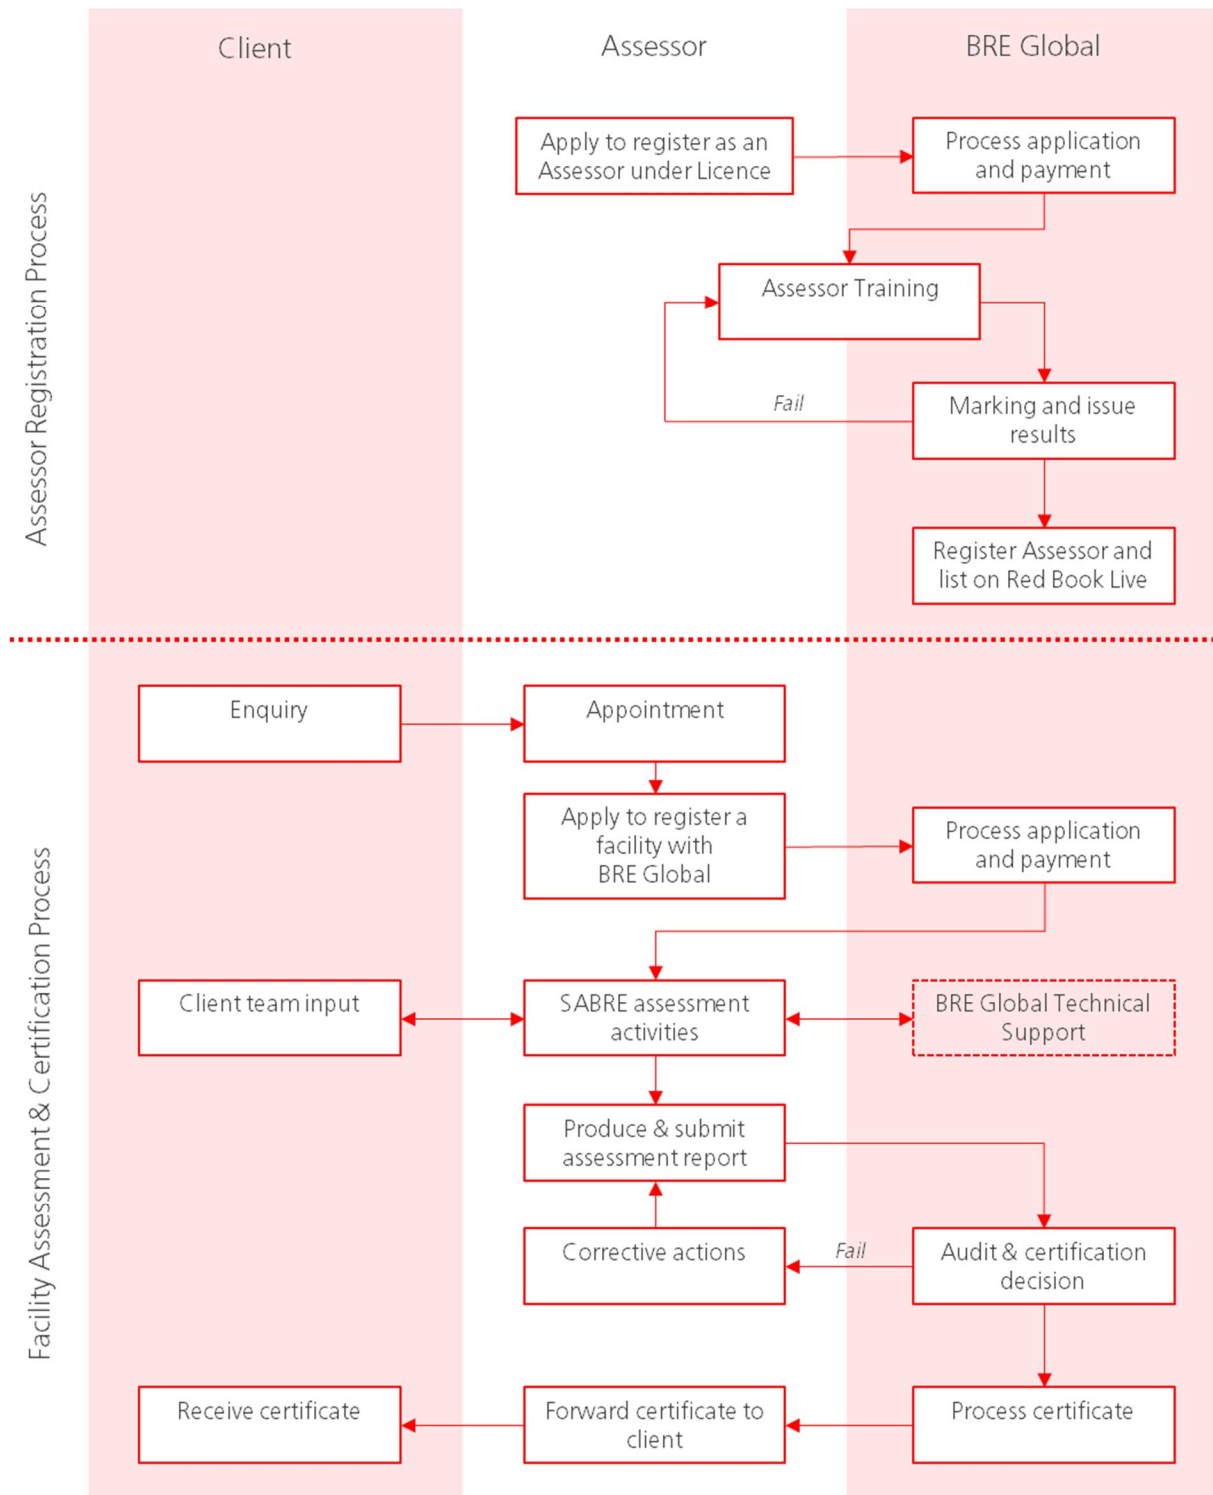 Client
Assessor
BRE Global
Assessor Registration Process
Apply to register as an
Assessor under Licence
Process application
and payment
Assessor Training
Fail
Marking and issue
results
Register Assessor and
list on Red Book Live
Facility Assessment & Certification Process
Enquiry
Appointment
Apply to register a
facility with
BRE Global
Process application
and payment
Client team input
SABRE assessment
activities
BRE Global Technical
Support
Produce & submit
assessment report
Corrective actions
Fail
Audit & certification
decision
Receive certificate
Forward certificate to
client
Process certificate